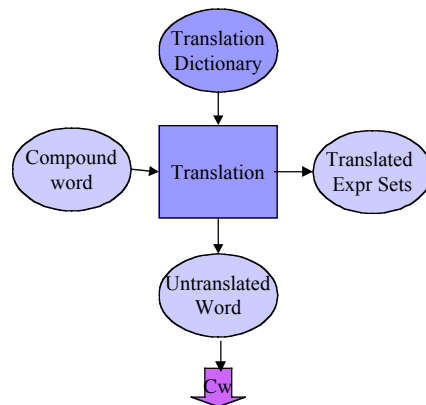 Translation
Dictionary
Compound
word
Translation
Translated
Expr Sets
Untranslated
Word
Cw